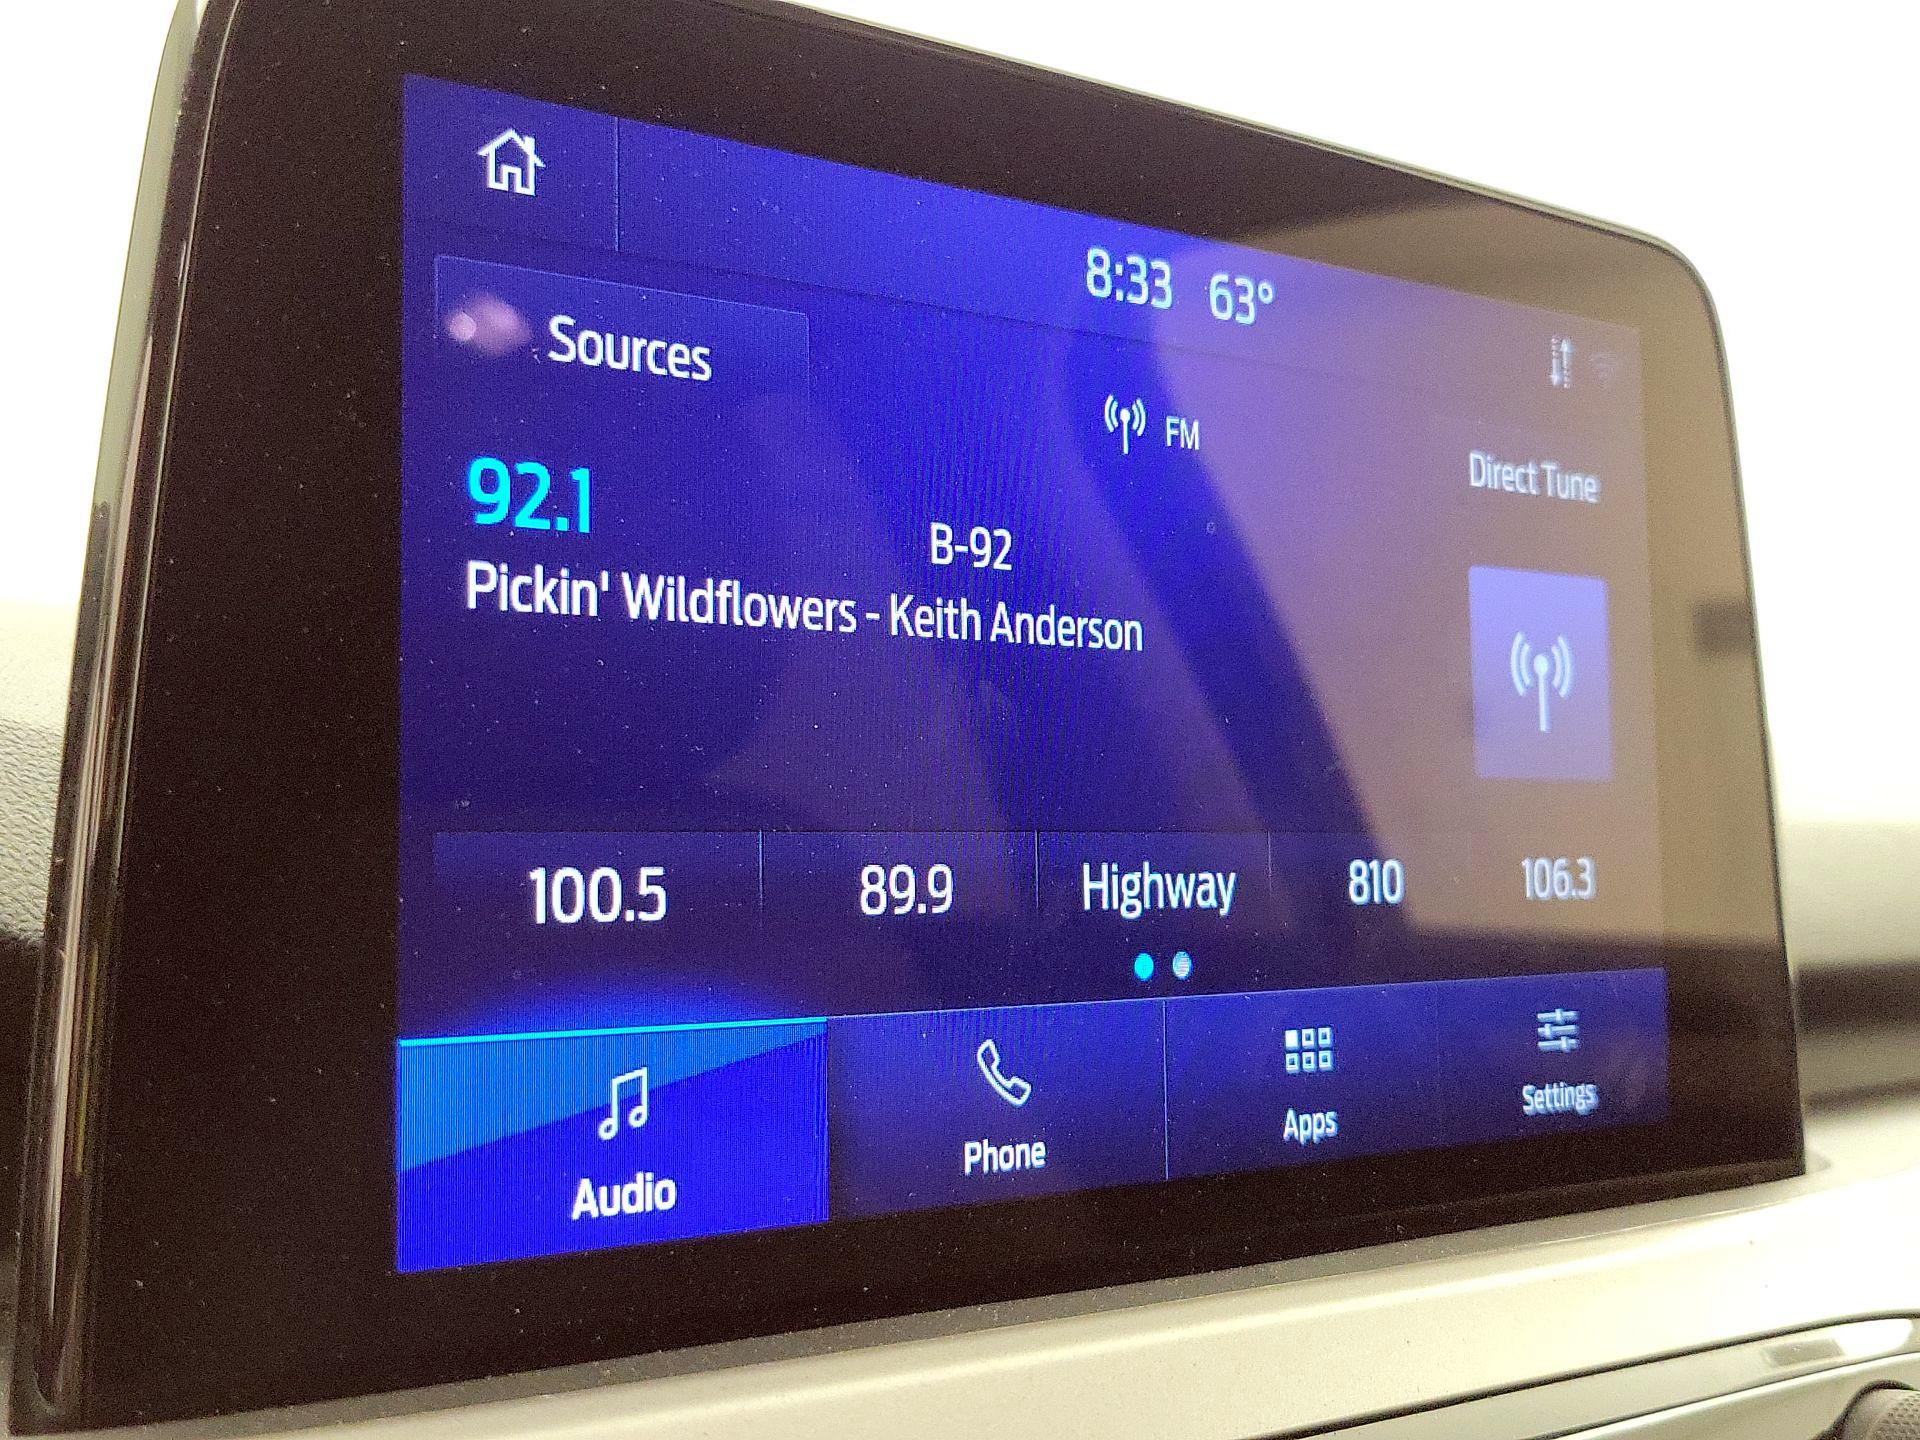 8:33 63°
Sources
FM
Direct Tune
92.1
B-92
Pickin' Wildflowers - Keith Anderson
100.5 89.9 Highway 810 106.3
Audio Phone Apps Settings